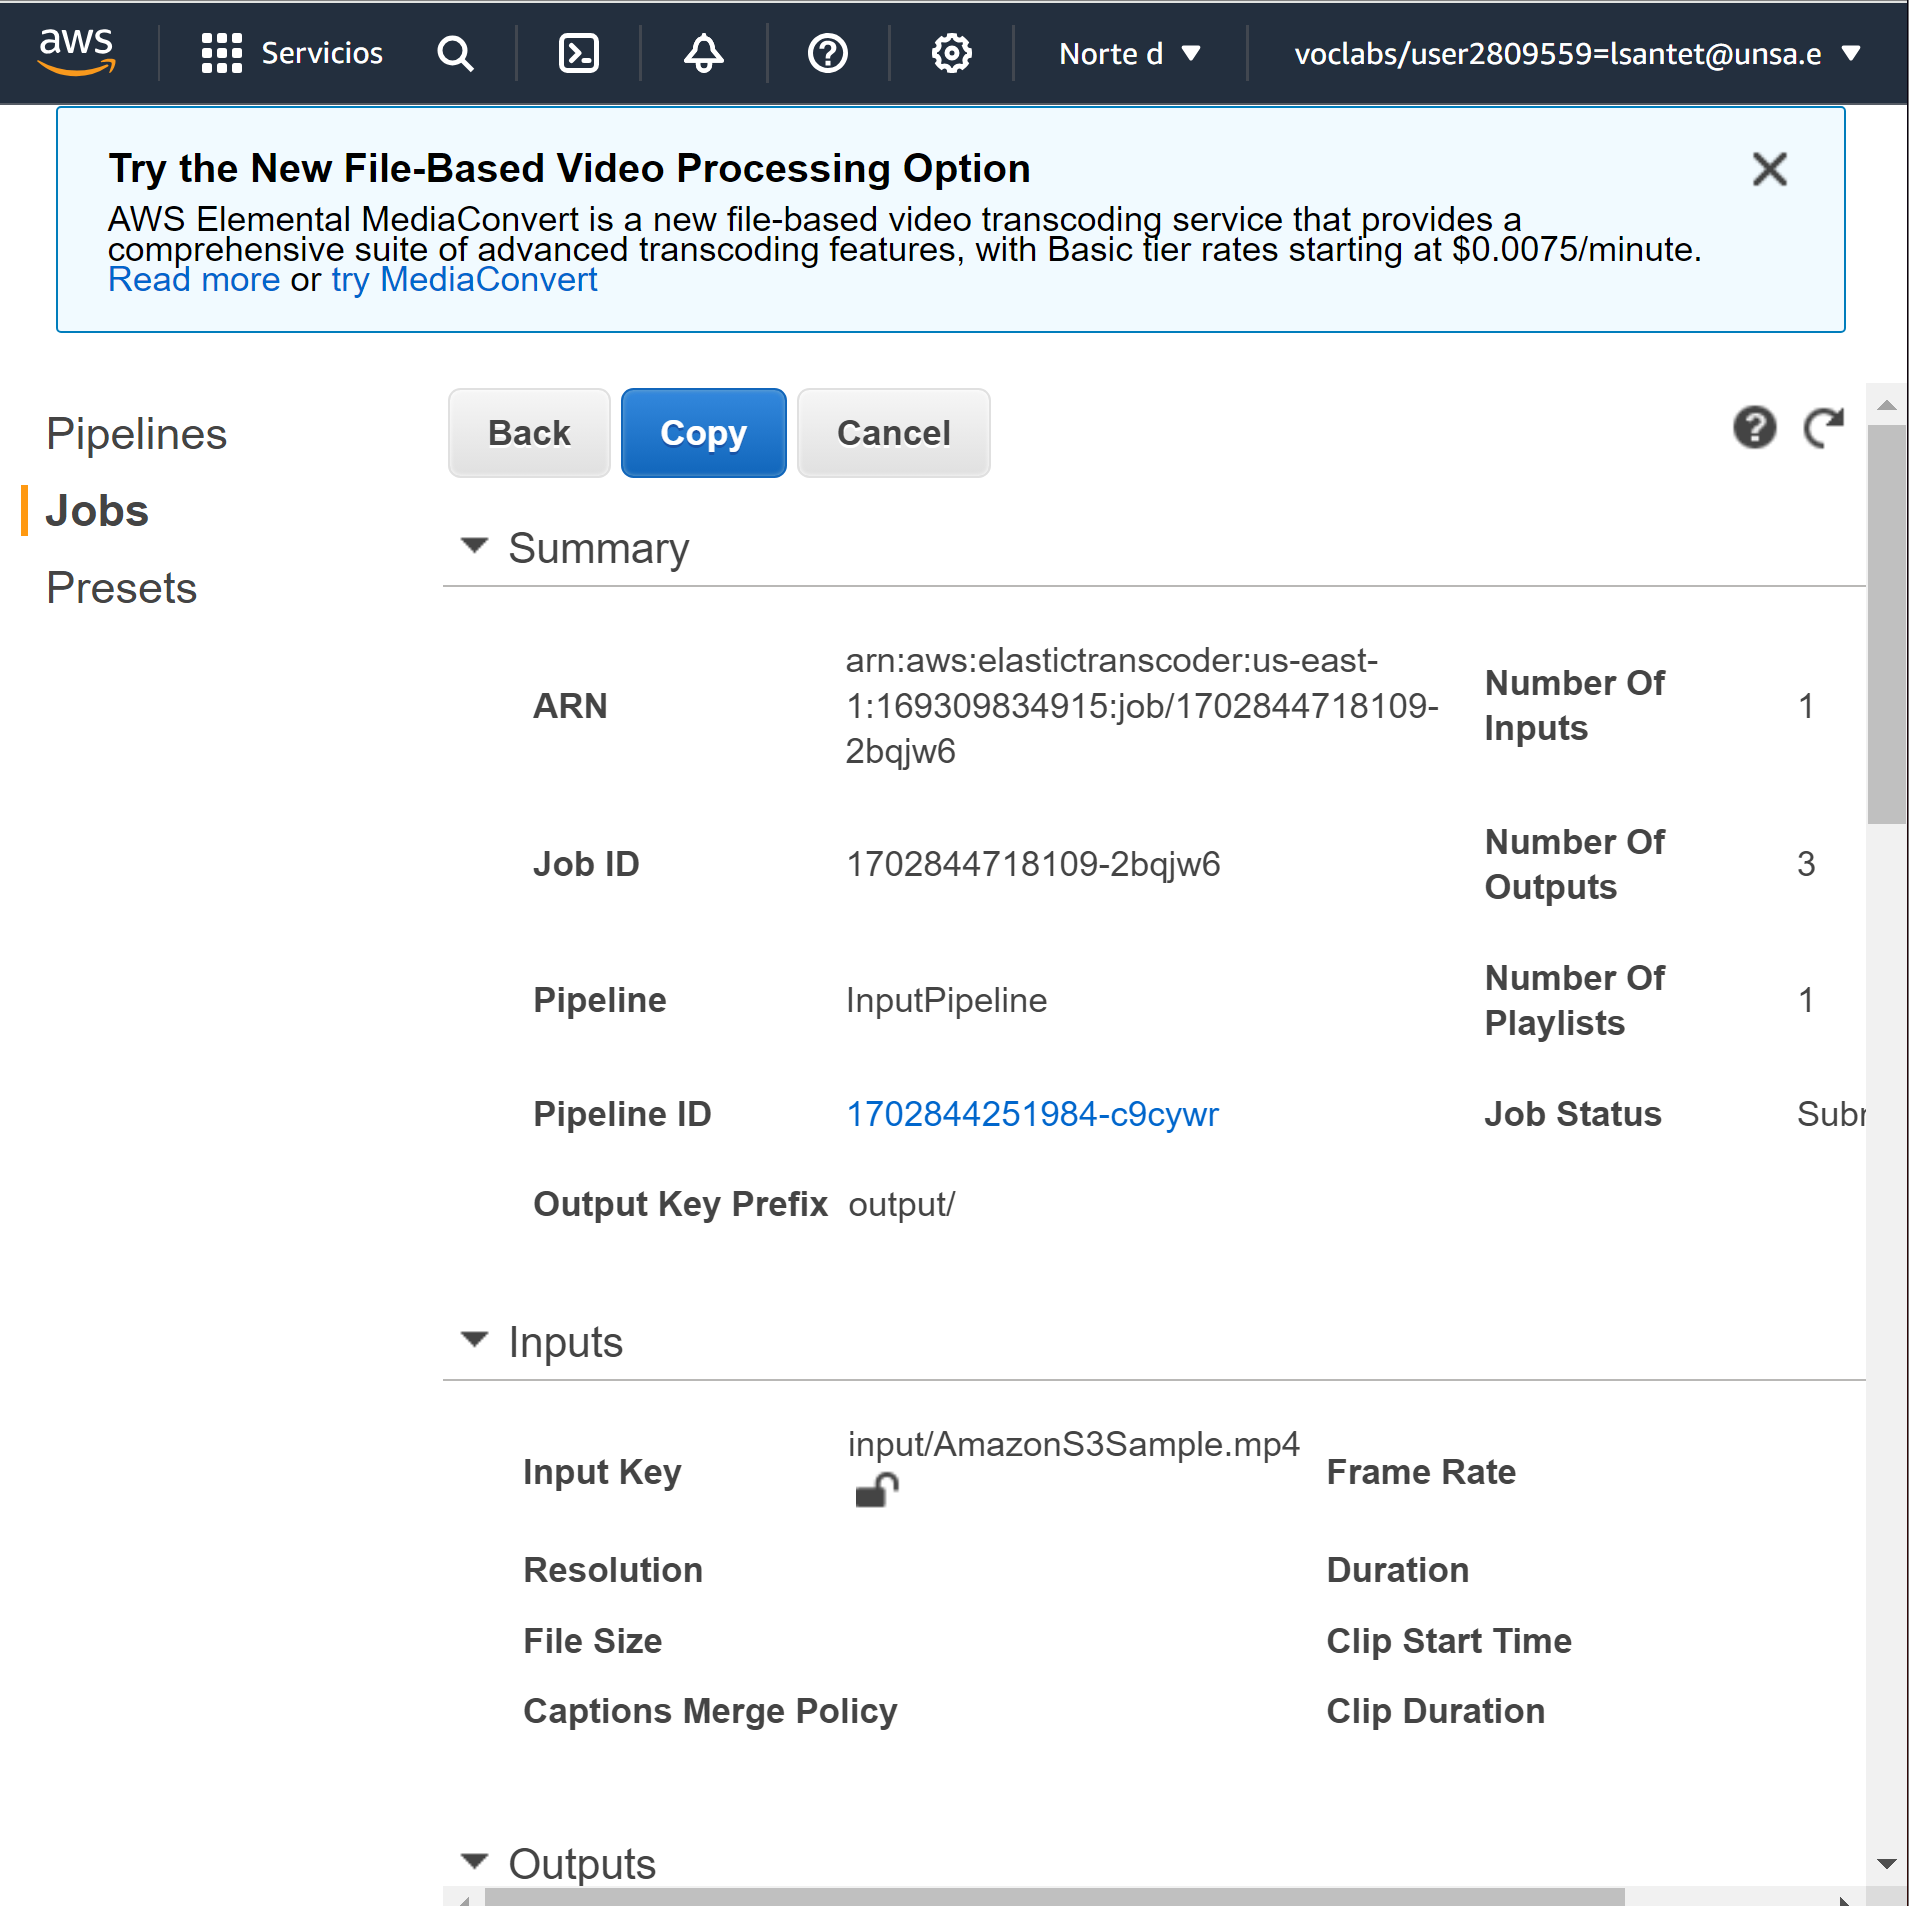 aws
Servicios
Norte d
voclabs/user2809559=lsantet@unsa.e
Try the New File-Based Video Processing Option
AWS Elemental MediaConvert is a new file-based video transcoding service that provides a
comprehensive suite of advanced transcoding features, with Basic tier rates starting at $0.0075/minute.
Read more or try MediaConvert
Pipelines
Jobs
Presets
Back
Copy
Cancel
Summary
ARN
arn:aws:elastictranscoder:us-east-
1:169309834915:job/1702844718109-
2bqjw6
Number Of
Inputs
1
Job ID
1702844718109-2bqjw6
Number Of
Outputs
3
Pipeline
InputPipeline
Number Of
Playlists
1
Pipeline ID
1702844251984-c9cywr
Job Status
Output Key Prefix
output/
Inputs
Input Key
input/AmazonS3Sample.mp4
Frame Rate
Resolution
Duration
File Size
Clip Start Time
Captions Merge Policy
Clip Duration
Outputs